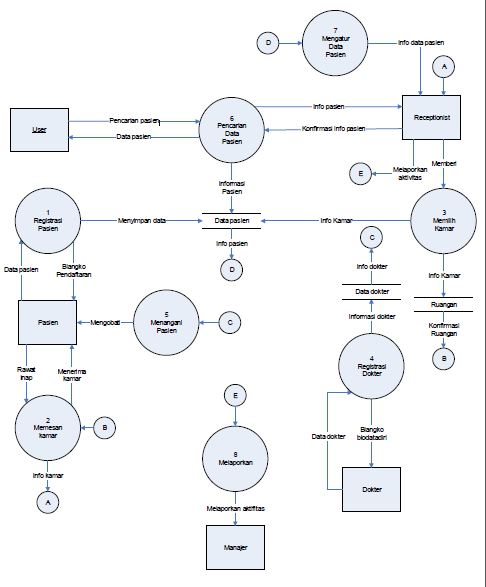 7
Mengatur
Data
Pasien
D
Info data pasien
A
User
Pencarian pasien
Data pasien
6
Pencarian
Data
Pasien
Info pasien
Konfirmasi info pasien
Receptionist
E
Melaporkan
aktivitas
Memberi
Informasi
Pasien
1
Registrasi
Pasien
Menyimpan data
Data pasien
Info Kamar
3
Memilih
Kamar
Info pasien
D
C
Info dokter
Data dokter
Informasi dokter
Info Kamar
Ruangan
Konfirmasi
Ruangan
B
Data pasien
Blangko
Pendaftaran
Pasien
Mengobati
5
Menangani
Pasien
C
4
Registrasi
Dokter
Rawat
inap
Menerima
kamar
2
Memesan
kamar
B
Info kamar
A
E
8
Melaporkan
Melaporkan aktifitas
Manajer
Data dokter
Blangko
biodatadiri
Dokter